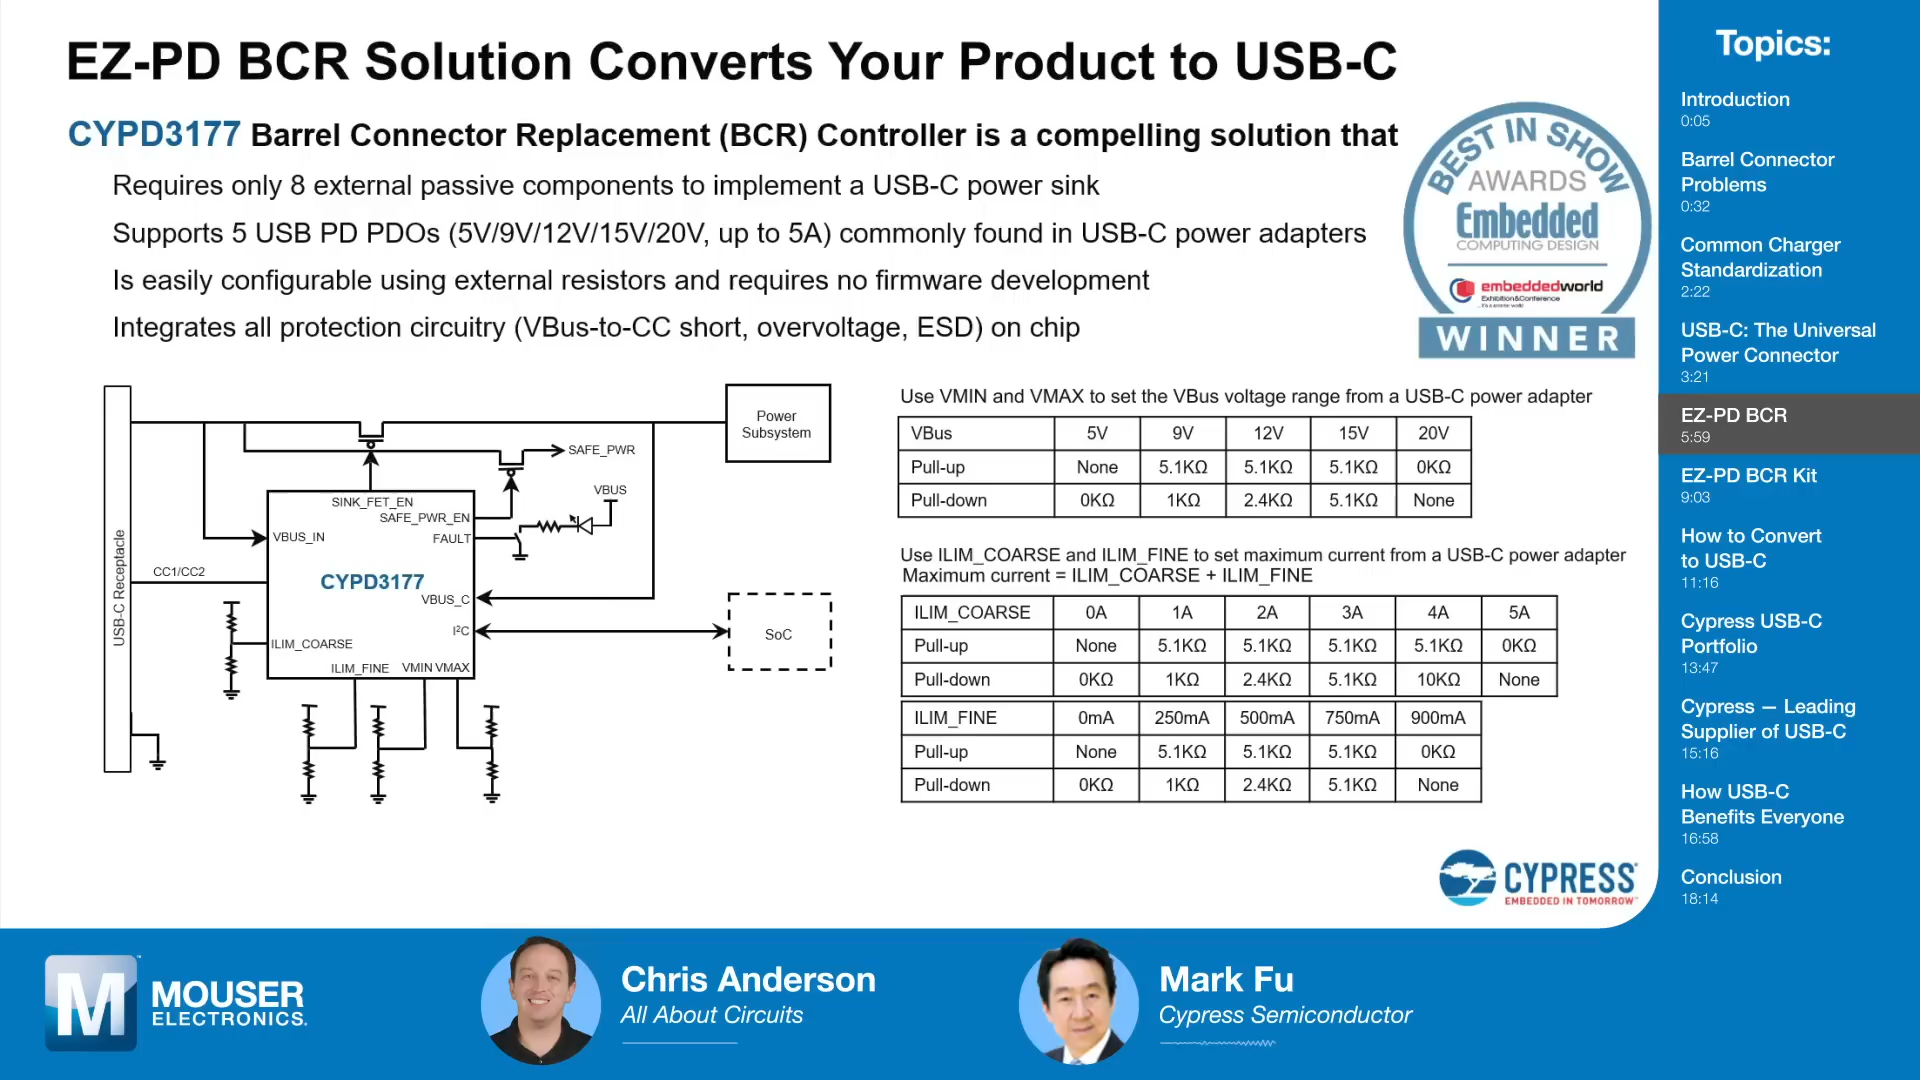 EZ-PD BCR Solution Converts Your Product to USB-C
CYPD3177 Barrel Connector Replacement (BCR) Controller is a compelling solution that
Requires only 8 external passive components to implement a USB-C power sink
Supports 5 USB PD PDOs (5V/9V/12V/15V/20V, up to 5A) commonly found in USB-C power adapters
Is easily configurable using external resistors and requires no firmware development
Integrates all protection circuitry (VBus-to-CC short, overvoltage, ESD) on chip
BEST IN SHOW
AWARDS
Embedded
COMPUTING DESIGN
embeddedworld
Exhibition&Conference
WINNER
USB-C Receptacle
Power
Subsystem
SAFE_PWR
VBUS
SINK_FET_EN
SAFE_PWR_EN
FAULT
VBUS_IN
CC1/CC2
CYPD3177
VBUS_C
I²C
SoC
ILIM_COARSE
ILIM_FINE VMIN VMAX
Use VMIN and VMAX to set the VBus voltage range from a USB-C power adapter
VBus 5V 9V 12V 15V 20V
Pull-up None 5.1KΩ 5.1KΩ 5.1KΩ 0KΩ
Pull-down 0KΩ 1KΩ 2.4KΩ 5.1KΩ None
Use ILIM_COARSE and ILIM_FINE to set maximum current from a USB-C power adapter
Maximum current = ILIM_COARSE + ILIM_FINE
ILIM_COARSE 0A 1A 2A 3A 4A 5A
Pull-up None 5.1KΩ 5.1KΩ 5.1KΩ 5.1KΩ 0KΩ
Pull-down 0KΩ 1KΩ 2.4KΩ 5.1KΩ 10KΩ None
ILIM_FINE 0mA 250mA 500mA 750mA 900mA
Pull-up None 5.1KΩ 5.1KΩ 5.1KΩ 0KΩ
Pull-down 0KΩ 1KΩ 2.4KΩ 5.1KΩ None
CYPRESS
EMBEDDED IN TOMORROW™
Topics:
Introduction
0:05
Barrel Connector
Problems
0:32
Common Charger
Standardization
2:22
USB-C: The Universal
Power Connector
3:21
EZ-PD BCR
5:59
EZ-PD BCR Kit
9:03
How to Convert
to USB-C
11:16
Cypress USB-C
Portfolio
13:47
Cypress — Leading
Supplier of USB-C
15:16
How USB-C
Benefits Everyone
16:58
Conclusion
18:14
M
MOUSER
ELECTRONICS.
Chris Anderson
All About Circuits
Mark Fu
Cypress Semiconductor